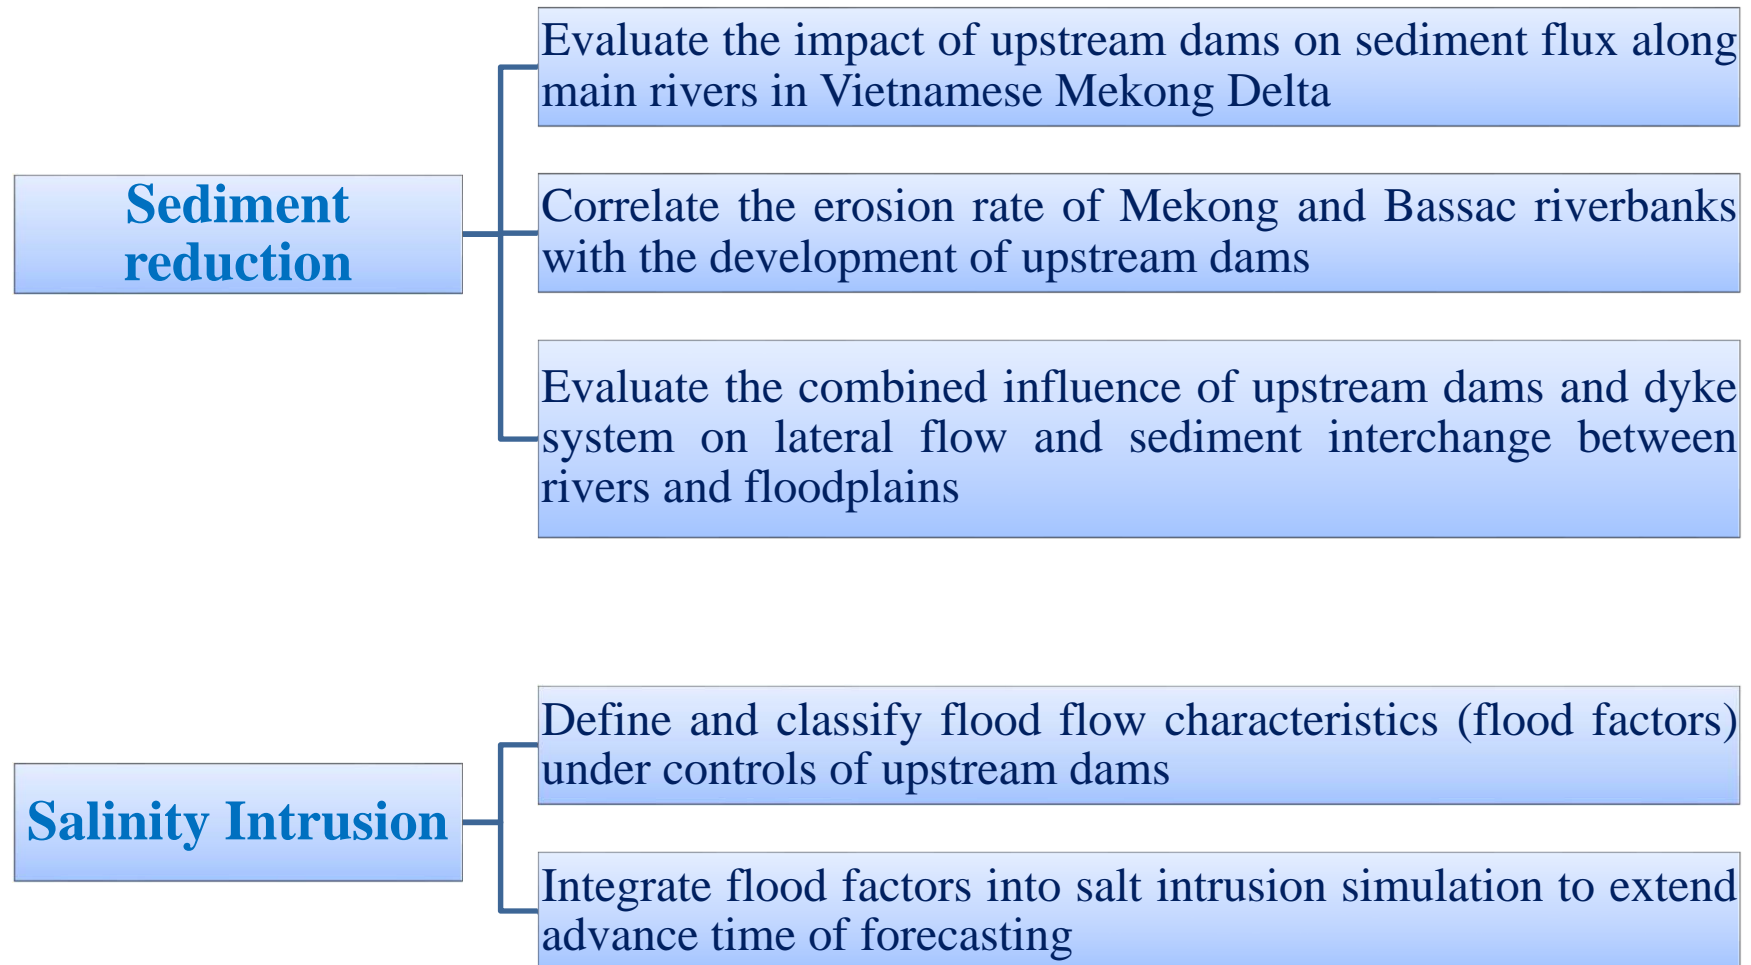 Evaluate the impact of upstream dams on sediment flux along
main rivers in Vietnamese Mekong Delta
Sediment
reduction
Correlate the erosion rate of Mekong and Bassac riverbanks
with the development of upstream dams
Evaluate the combined influence of upstream dams and dyke
system on lateral flow and sediment interchange between
rivers and floodplains
Define and classify flood flow characteristics (flood factors)
under controls of upstream dams
Salinity Intrusion
Integrate flood factors into salt intrusion simulation to extend
advance time of forecasting